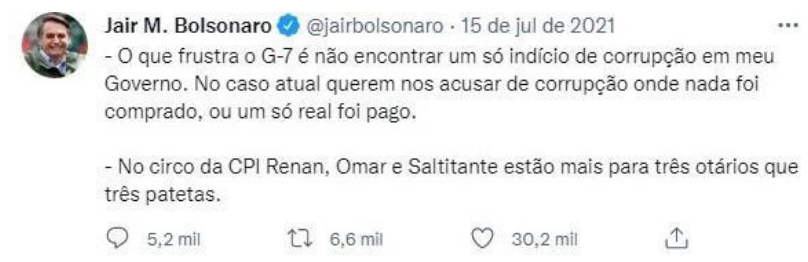 Jair M. Bolsonaro @jairbolsonaro · 15 de jul de 2021
- O que frustra o G-7 é não encontrar um só indício de corrupção em meu
Governo. No caso atual querem nos acusar de corrupção onde nada foi
comprado, ou um só real foi pago.
- No circo da CPI Renan, Omar e Saltitante estão mais para três otários que
três patetas.
5,2 mil 6,6 mil 30,2 mil